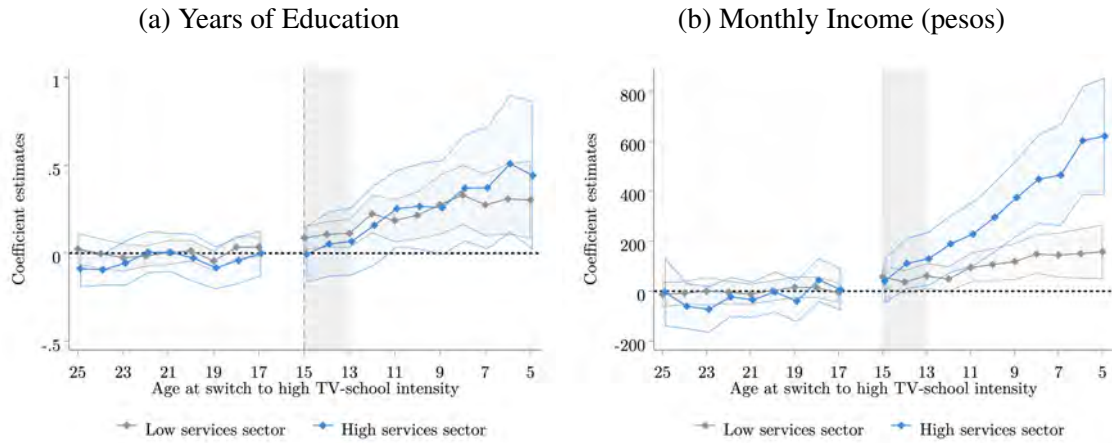 (a) Years of Education
1
.5
0
-.5
Coefficient estimates
25 23 21 19 17 15 13 11 9 7 5
Age at switch to high TV-school intensity
Low services sector High services sector
(b) Monthly Income (pesos)
800
600
400
200
0
-200
Coefficient estimates
25 23 21 19 17 15 13 11 9 7 5
Age at switch to high TV-school intensity
Low services sector High services sector